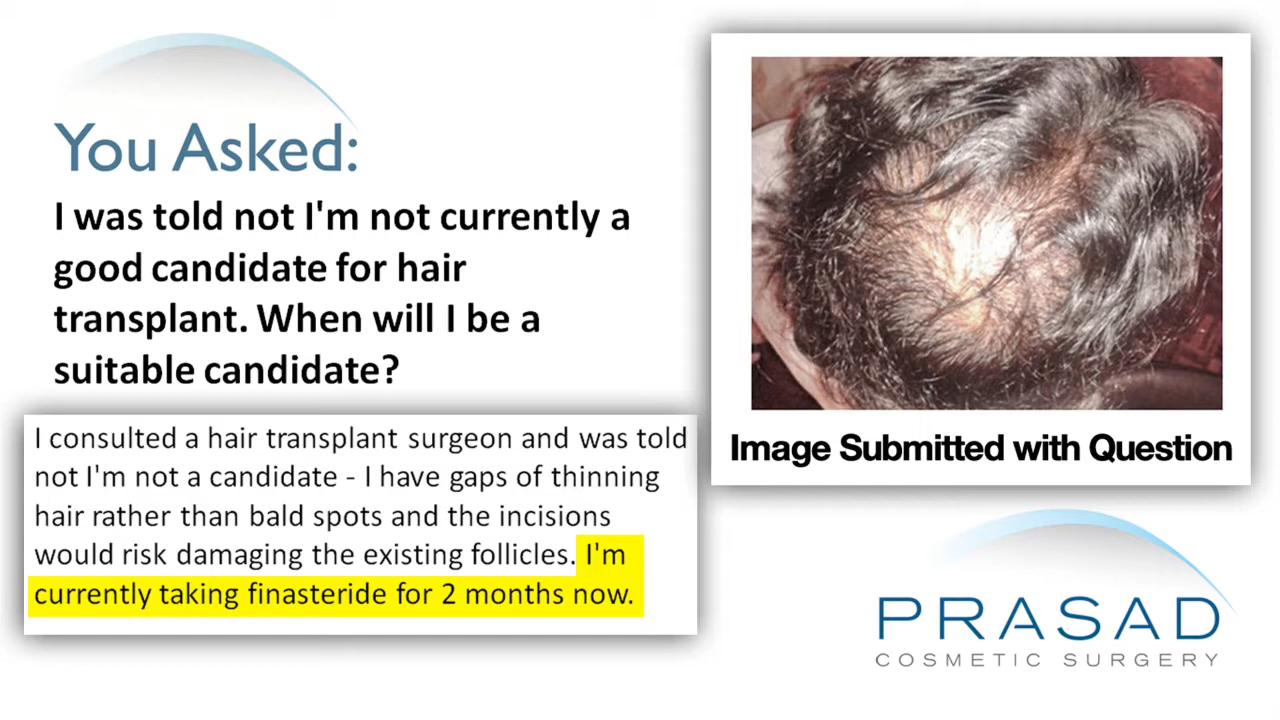 You Asked:
I was told not I'm not currently a
good candidate for hair
transplant. When will I be a
suitable candidate?
I consulted a hair transplant surgeon and was told
not I'm not a candidate - I have gaps of thinning
hair rather than bald spots and the incisions
would risk damaging the existing follicles. I'm
currently taking finasteride for 2 months now.
Image Submitted with Question
PRASAD
COSMETIC SURGERY